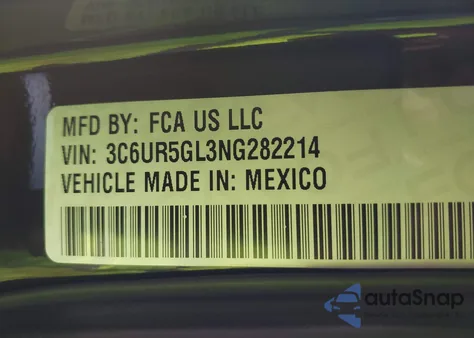 MFD BY: FCA US LLC
VIN: 3C6UR5GL3NG282214
VEHICLE MADE IN: MEXICO
autoSnap